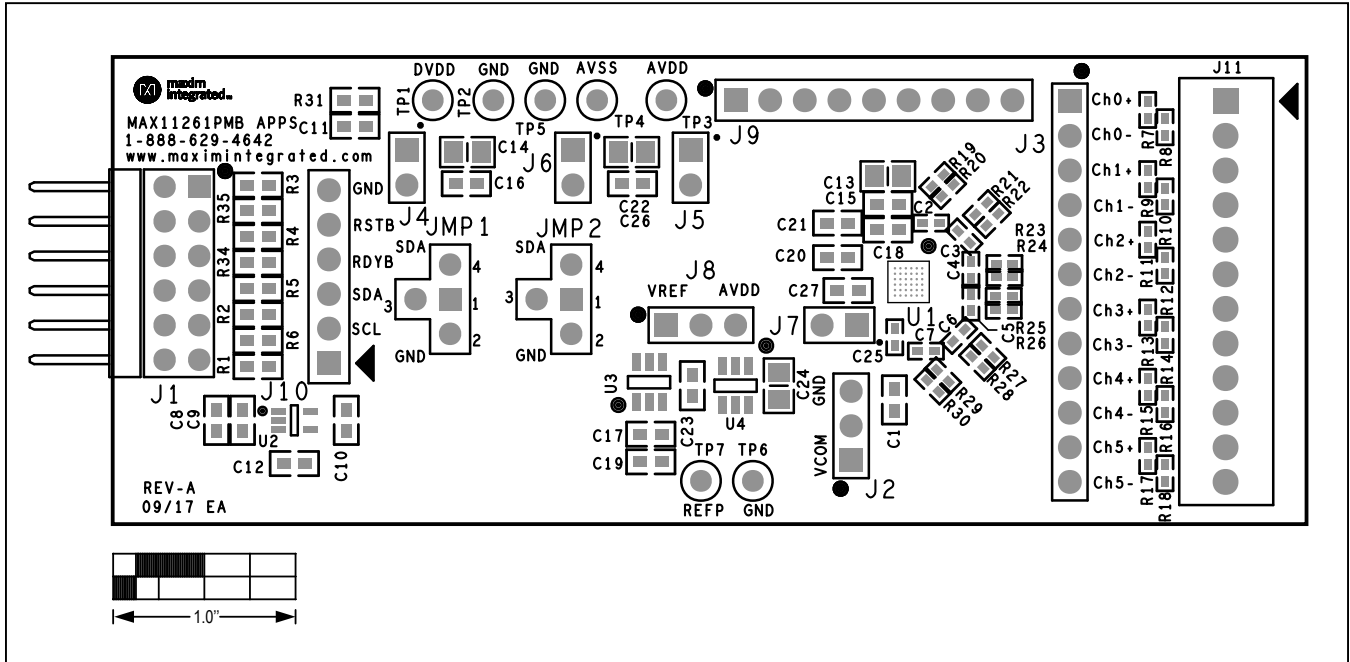 maxim
integrated™
MAX11261PMB APPS
1-888-629-4642
www.maximintegrated.com
R31
C11
DVDD
GND
GND
AVSS
AVDD
TP1
TP2
TP5
TP4
TP3
J9
J3
J11
C14
C16
J6
C22
C26
J4
J5
R3
R35
R4
R34
R5
R2
R6
R1
GND
RSTB
RDYB
SDA
SCL
J1
J10
JMP1
SDA
4
3
1
2
GND
JMP2
SDA
4
3
1
2
GND
J8
VREF
AVDD
J7
C13
C15
C21
C20
C18
C27
C2
C3
C4
U1
C25
C7
C6
C5
R19
R20
R21
R22
R23
R24
R25
R26
R27
R28
R29
R30
Ch0+
Ch0-
Ch1+
Ch1-
Ch2+
Ch2-
Ch3+
Ch3-
Ch4+
Ch4-
Ch5+
Ch5-
R7
R8
R9
R10
R11
R12
R13
R14
R15
R16
R17
R18
C8
C9
U2
C12
C10
U3
U4
C23
C24
C17
C19
TP7
TP6
REFP
GND
GND
VCOM
J2
C1
REV-A
09/17 EA
1.0”